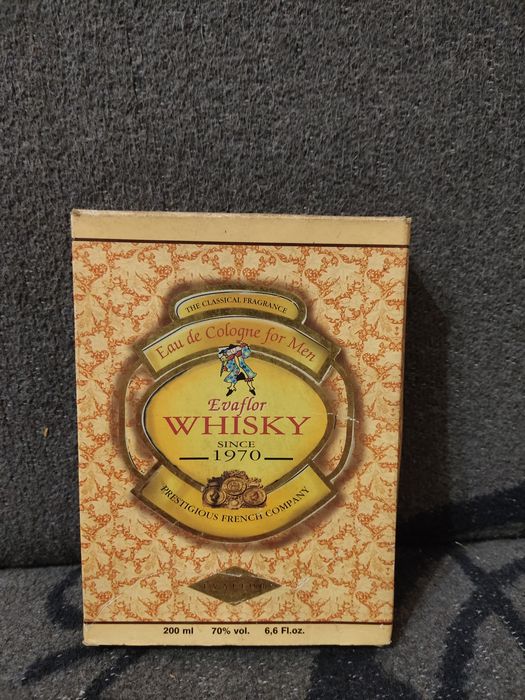 THE CLASSICAL FRAGRANCE
Eau de Cologne for Men
Evaflor
WHISKY
SINCE
1970
PRESTIGIOUS FRENCH COMPANY
200 ml 70% vol. 6,6 Fl.oz.